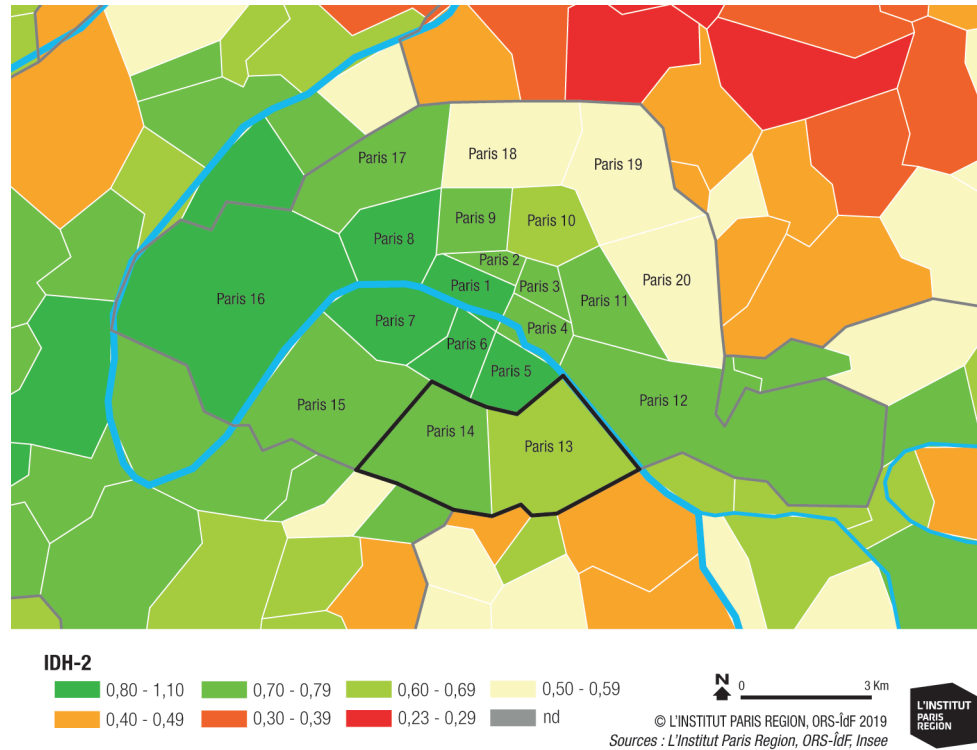 Paris 17
Paris 18
Paris 19
Paris 9
Paris 10
Paris 8
Paris 2
Paris 1
Paris 3
Paris 20
Paris 16
Paris 11
Paris 7
Paris 4
Paris 6
Paris 5
Paris 15
Paris 12
Paris 14
Paris 13
IDH-2
0,80 - 1,10
0,70 - 0,79
0,60 - 0,69
0,50 - 0,59
0,40 - 0,49
0,30 - 0,39
0,23 - 0,29
nd
N
0
3 Km
© L'INSTITUT PARIS REGION, ORS-ÎdF 2019
Sources : L'Institut Paris Region, ORS-ÎdF, Insee
L'INSTITUT
PARIS
REGION